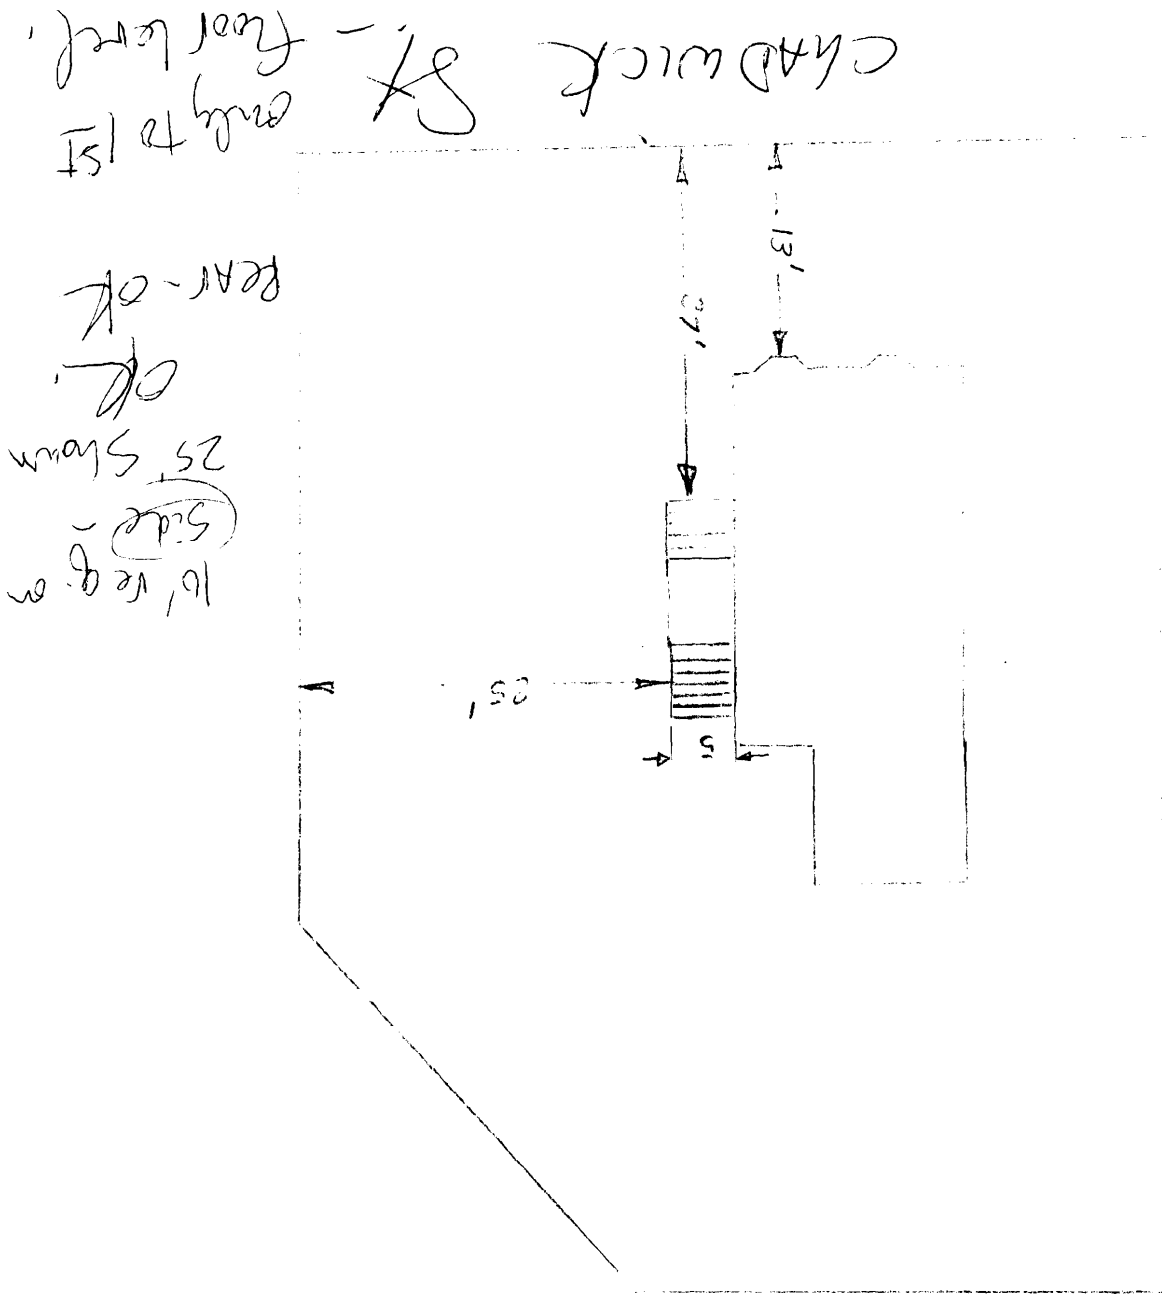 5
25'
13'
10' req. on
Side -
25' Shown
OK.
Rear - OK
only to 1ST
floor level.
CHADWICK St. -